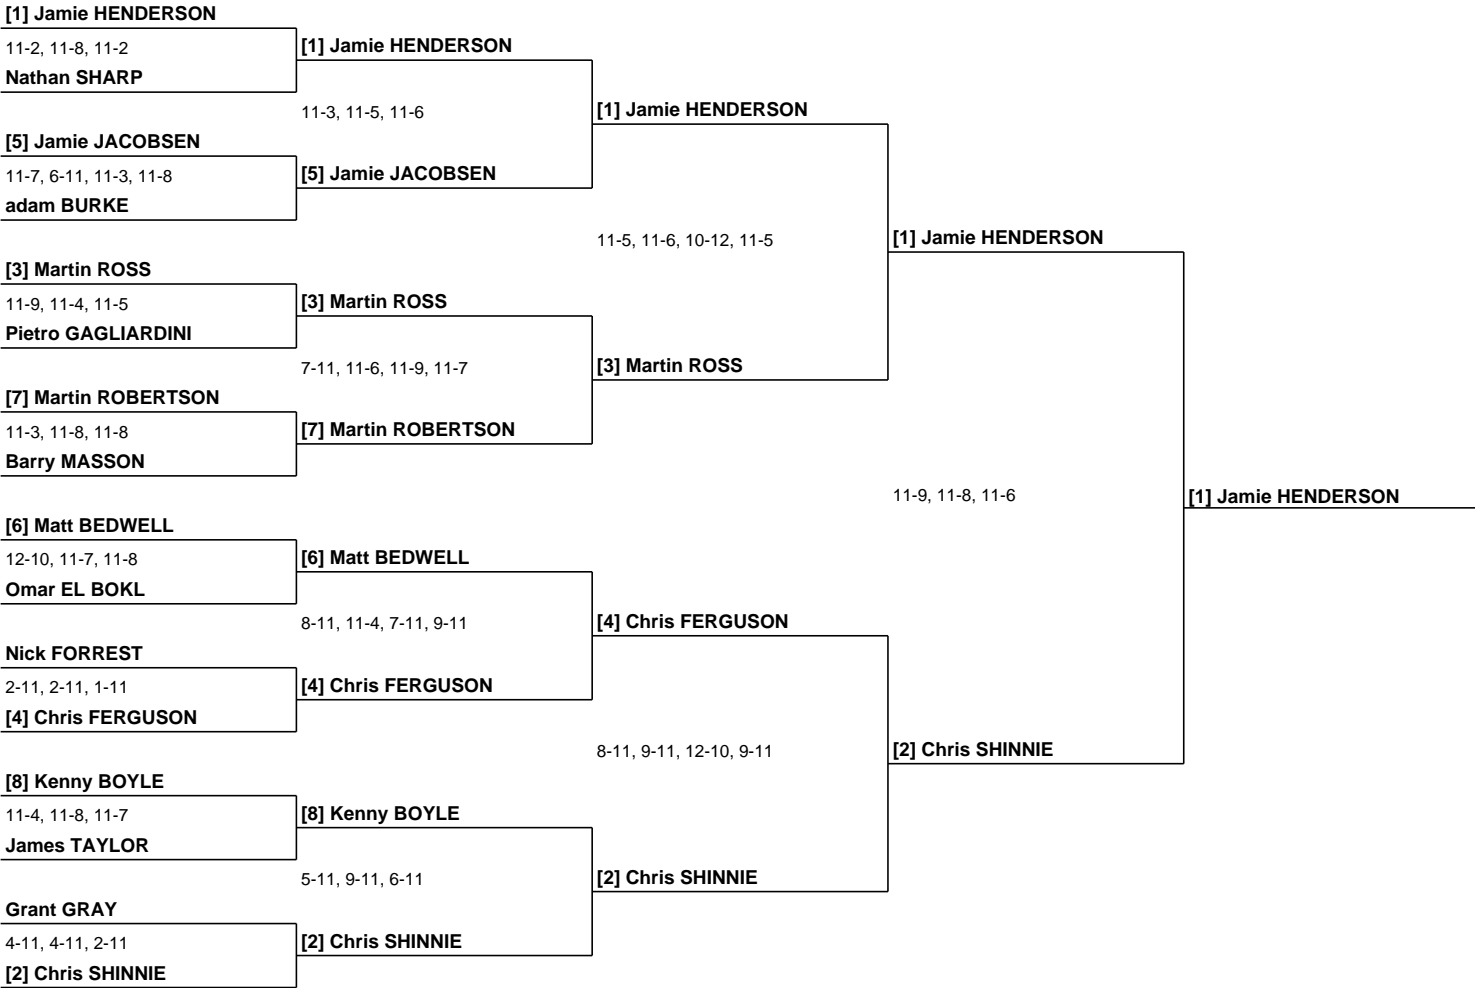 [1] Jamie HENDERSON
11-2, 11-8, 11-2
Nathan SHARP
[5] Jamie JACOBSEN
11-7, 6-11, 11-3, 11-8
adam BURKE
[3] Martin ROSS
11-9, 11-4, 11-5
Pietro GAGLIARDINI
[7] Martin ROBERTSON
11-3, 11-8, 11-8
Barry MASSON
[6] Matt BEDWELL
12-10, 11-7, 11-8
Omar EL BOKL
Nick FORREST
2-11, 2-11, 1-11
[4] Chris FERGUSON
[8] Kenny BOYLE
11-4, 11-8, 11-7
James TAYLOR
Grant GRAY
4-11, 4-11, 2-11
[2] Chris SHINNIE
[1] Jamie HENDERSON
11-3, 11-5, 11-6
[5] Jamie JACOBSEN
[3] Martin ROSS
7-11, 11-6, 11-9, 11-7
[7] Martin ROBERTSON
[6] Matt BEDWELL
8-11, 11-4, 7-11, 9-11
[4] Chris FERGUSON
[8] Kenny BOYLE
5-11, 9-11, 6-11
[2] Chris SHINNIE
[1] Jamie HENDERSON
11-5, 11-6, 10-12, 11-5
[3] Martin ROSS
[4] Chris FERGUSON
8-11, 9-11, 12-10, 9-11
[2] Chris SHINNIE
[1] Jamie HENDERSON
11-9, 11-8, 11-6
[2] Chris SHINNIE
[1] Jamie HENDERSON